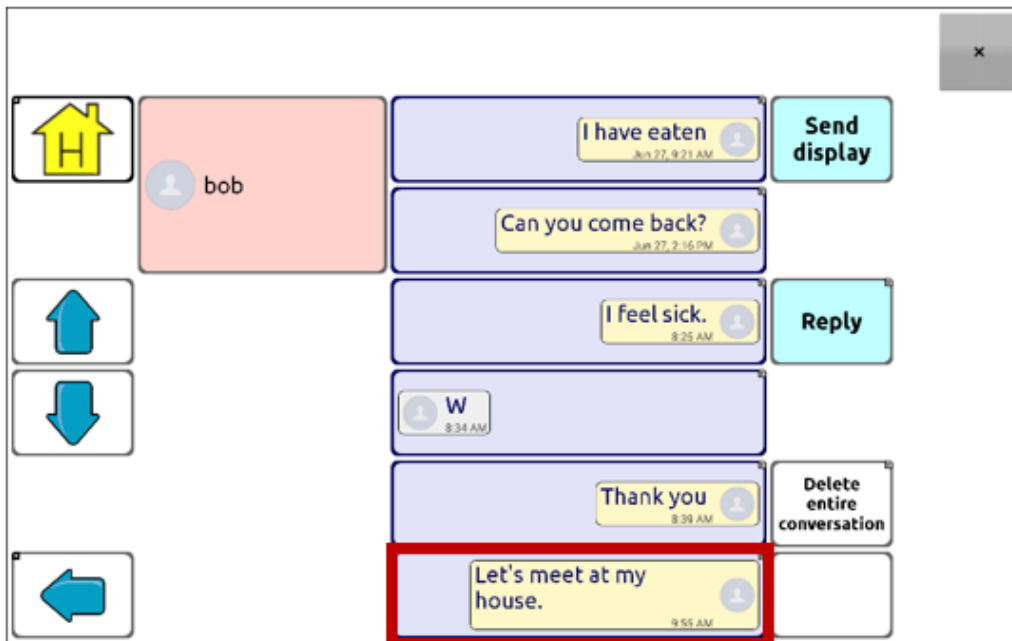 ×
H
bob
I have eaten
Jun 27, 9:21 AM
Send
display
Can you come back?
Jun 27, 2:16 PM
I feel sick.
8:25 AM
Reply
W
8:34 AM
Thank you
8:39 AM
Delete
entire
conversation
Let's meet at my
house.
9:55 AM